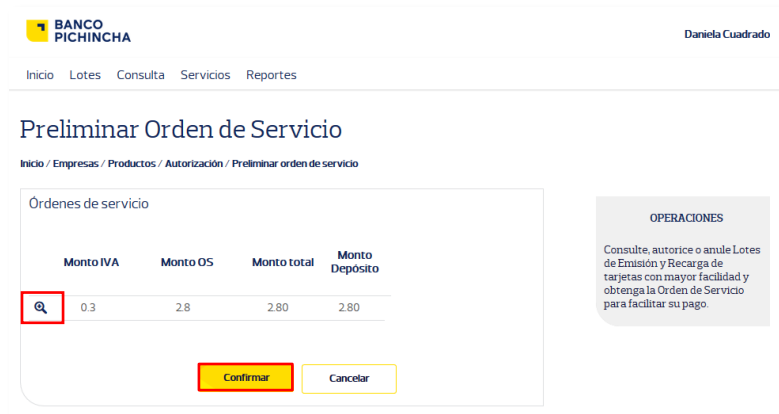 BANCO
PICHINCHA
Daniela Cuadrado
Inicio Lotes Consulta Servicios Reportes
Preliminar Orden de Servicio
Inicio / Empresas / Productos / Autorización / Preliminar orden de servicio
Órdenes de servicio
Monto IVA Monto OS Monto total Monto Depósito
0.3 2.8 2.80 2.80
Confirmar Cancelar
OPERACIONES
Consulte, autorice o anule Lotes
de Emisión y Recarga de
tarjetas con mayor facilidad y
obtenga la Orden de Servicio
para facilitar su pago.